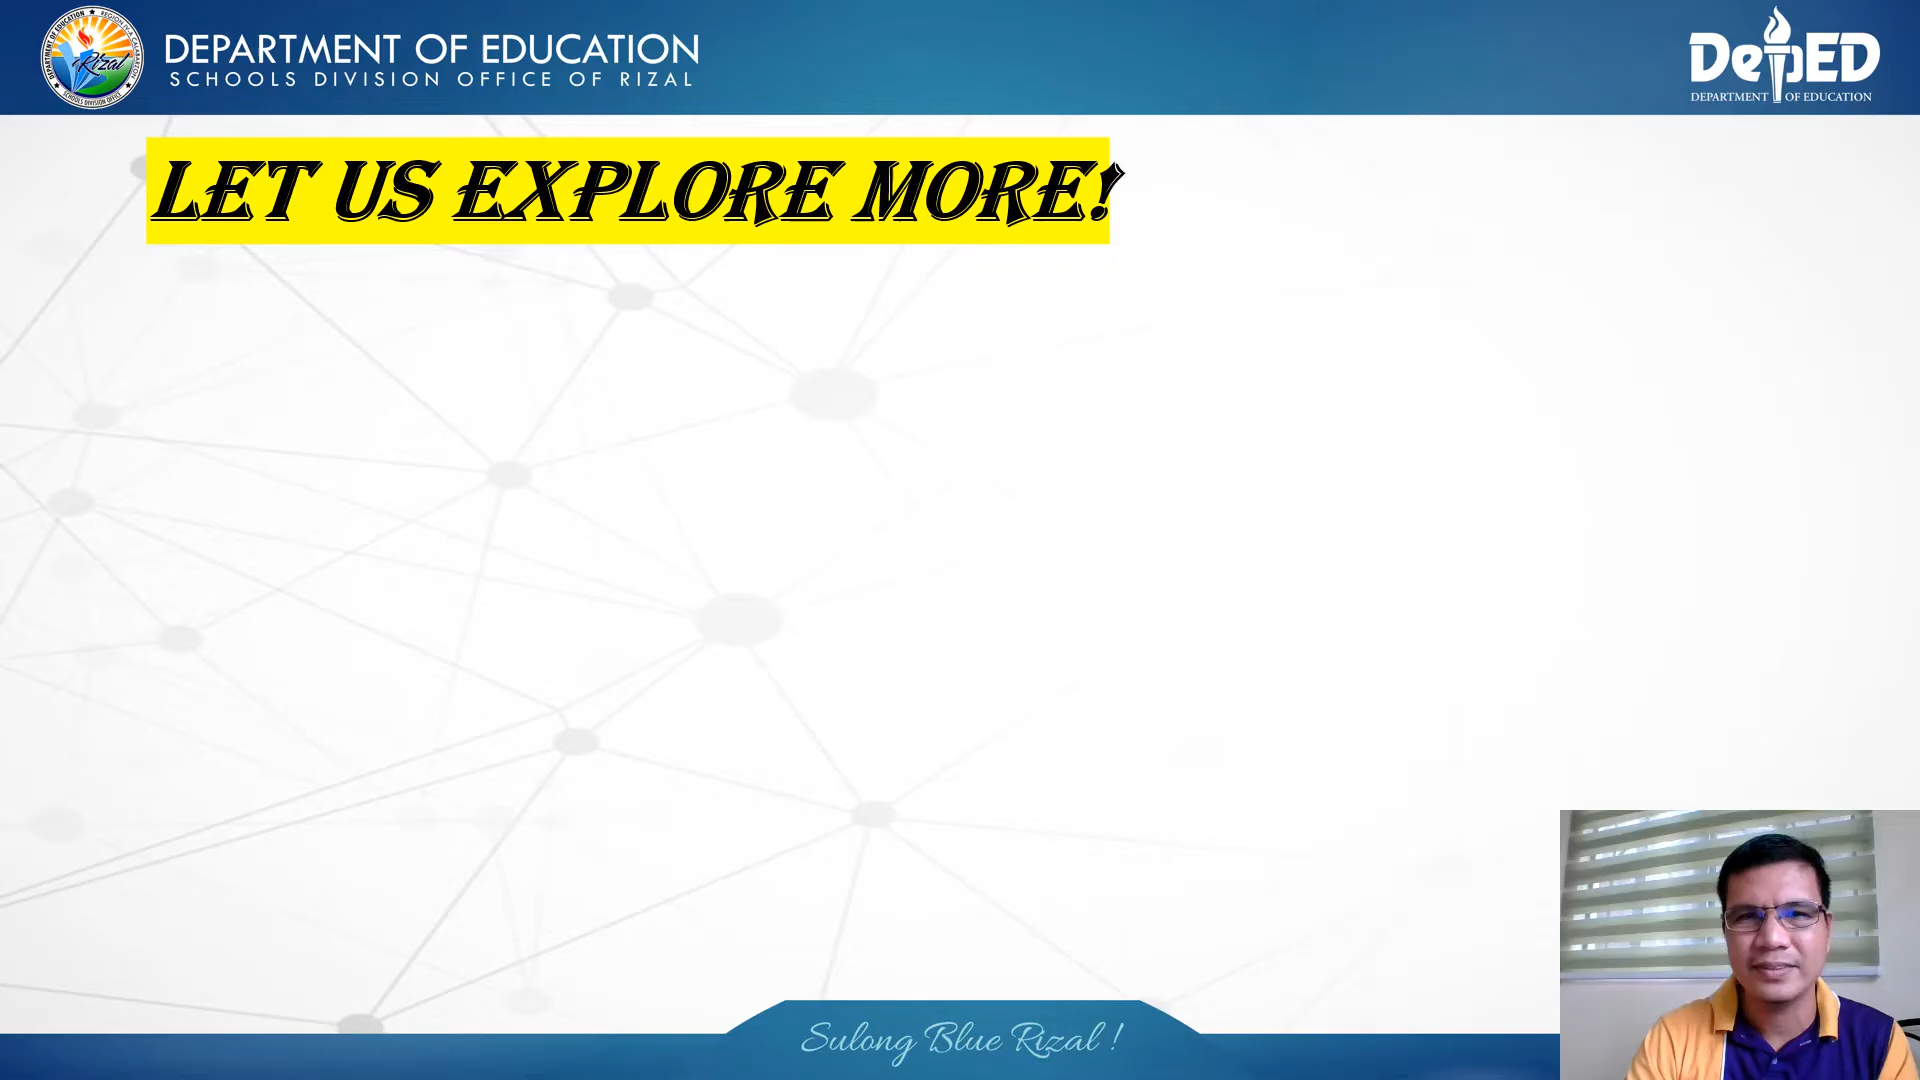 DEPARTMENT OF EDUCATION
SCHOOLS DIVISION OFFICE OF RIZAL
DepED
DEPARTMENT OF EDUCATION
Rizal
LET US EXPLORE MORE!
Sulong Blue Rizal !